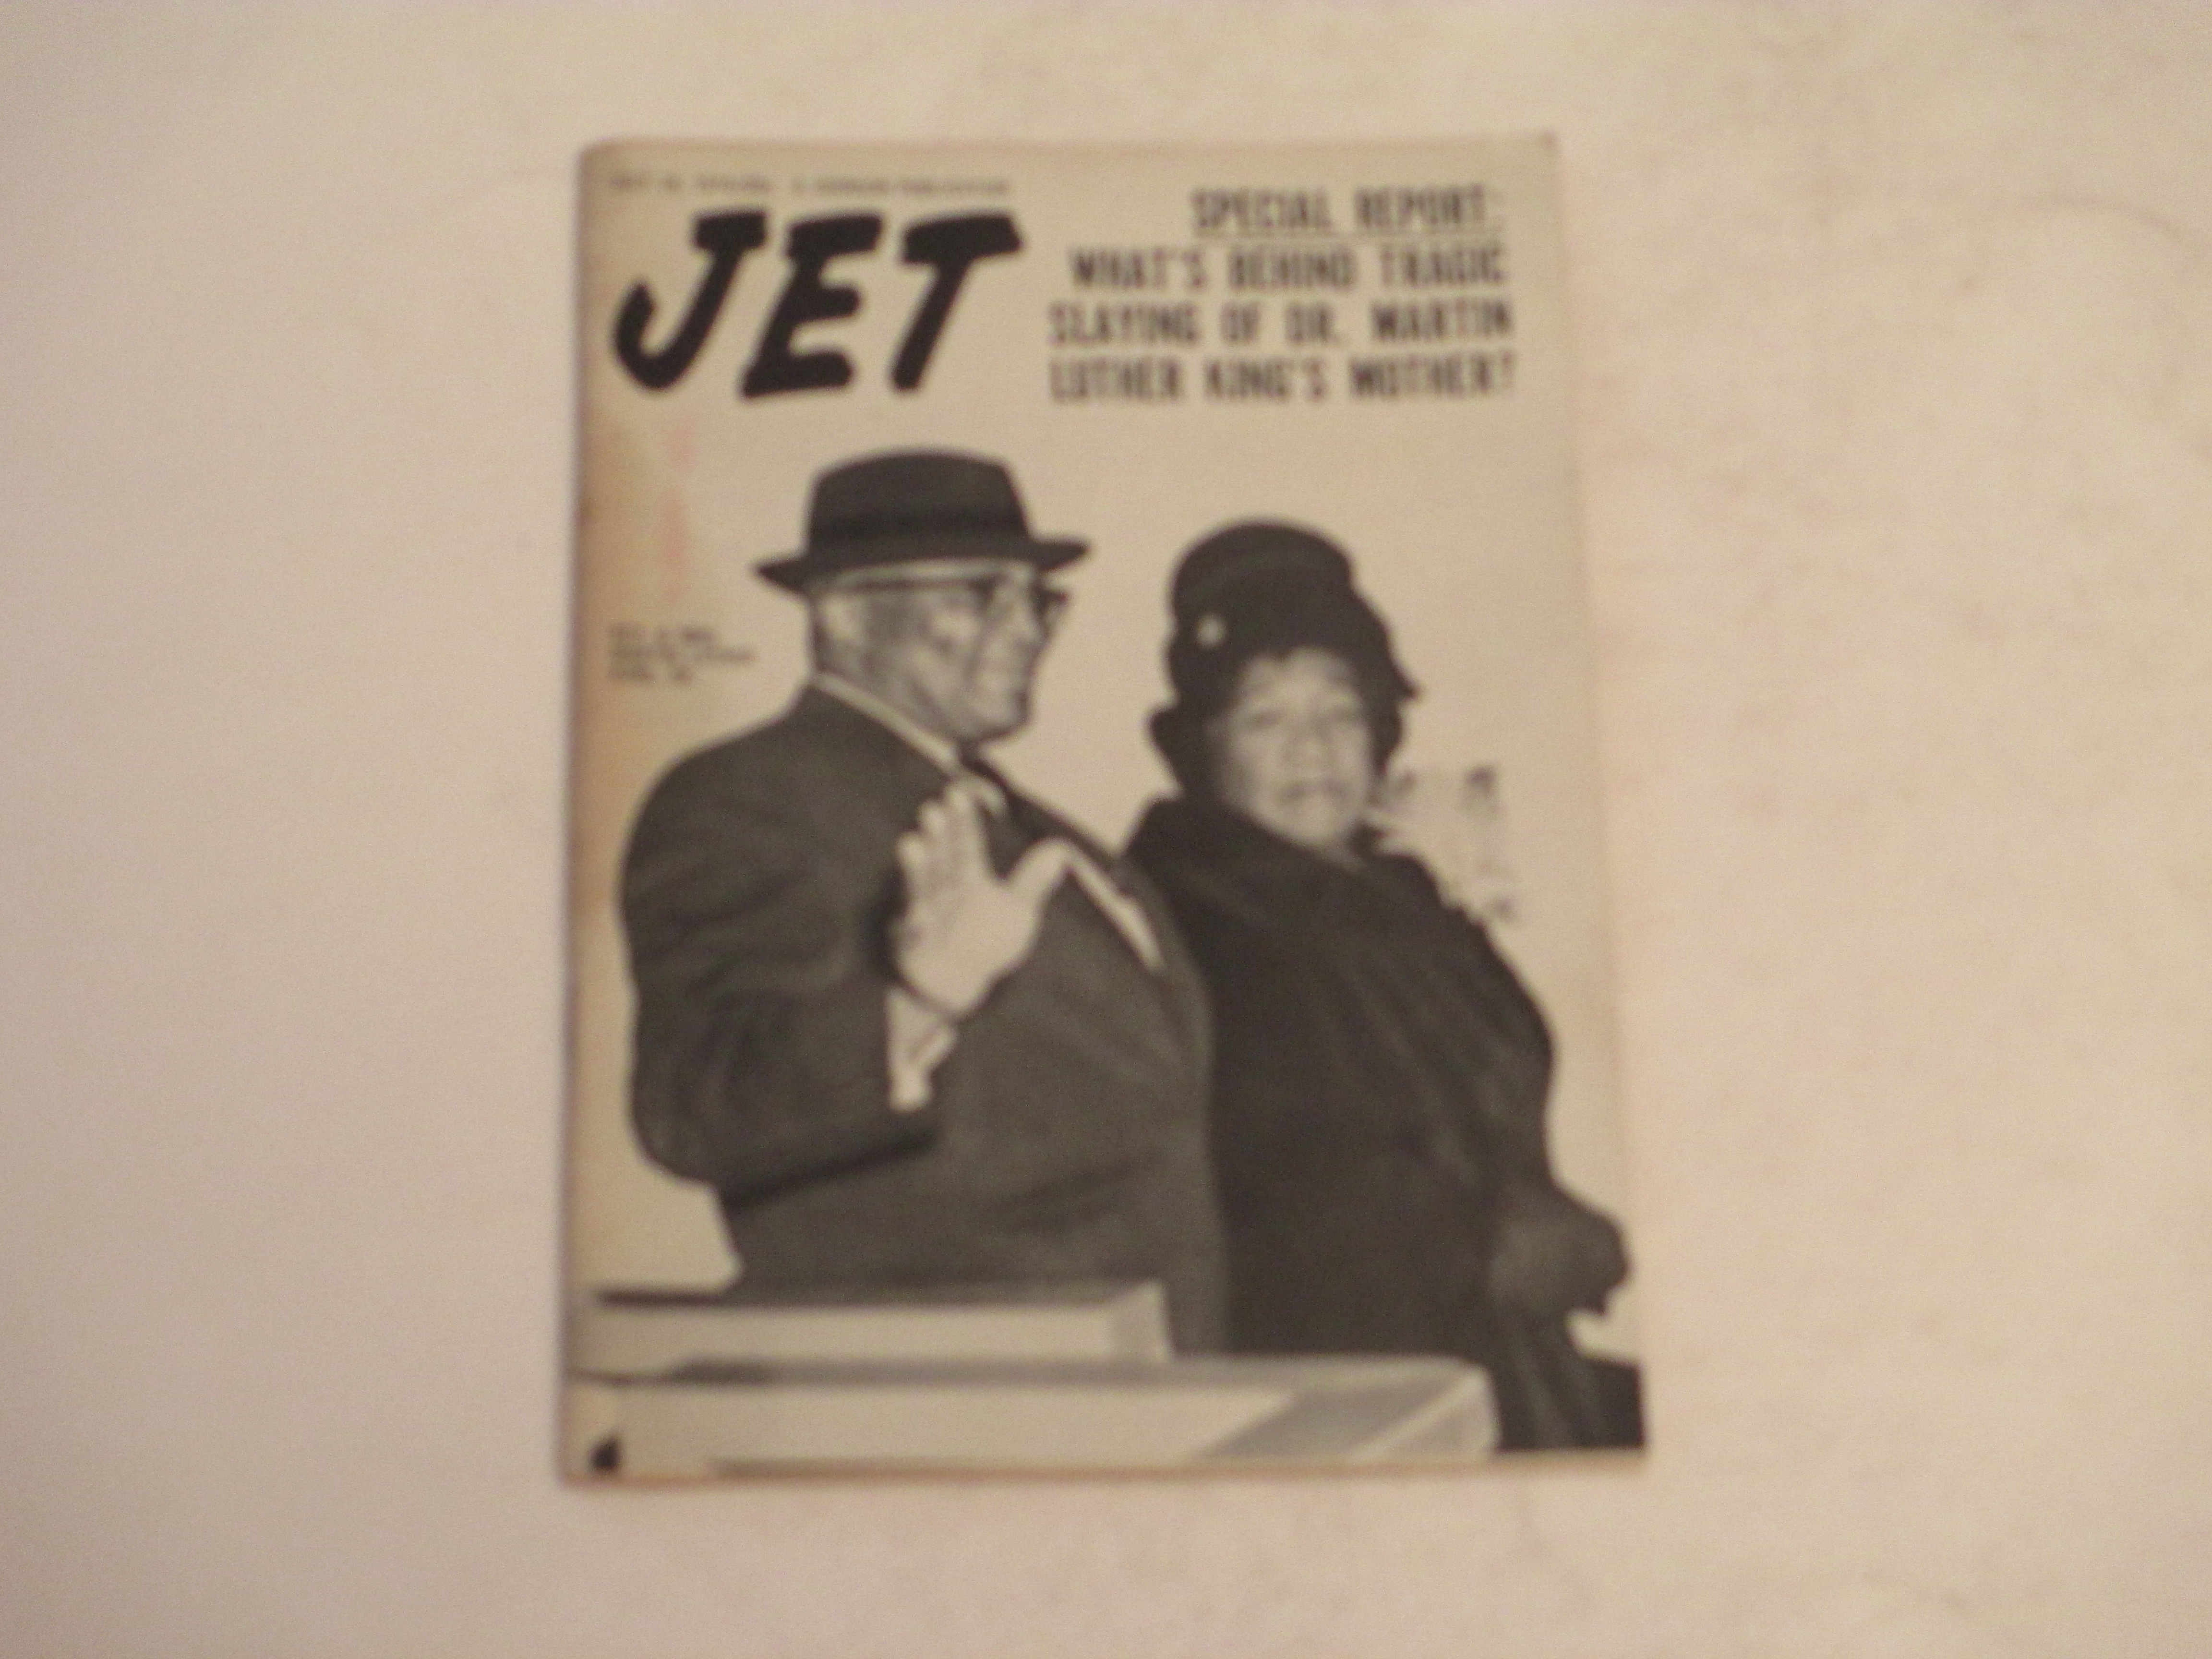 JET
SPECIAL REPORT:
WHAT'S BEHIND TRAGIC
SLAYING OF DR. MARTIN
LUTHER KING'S MOTHER?